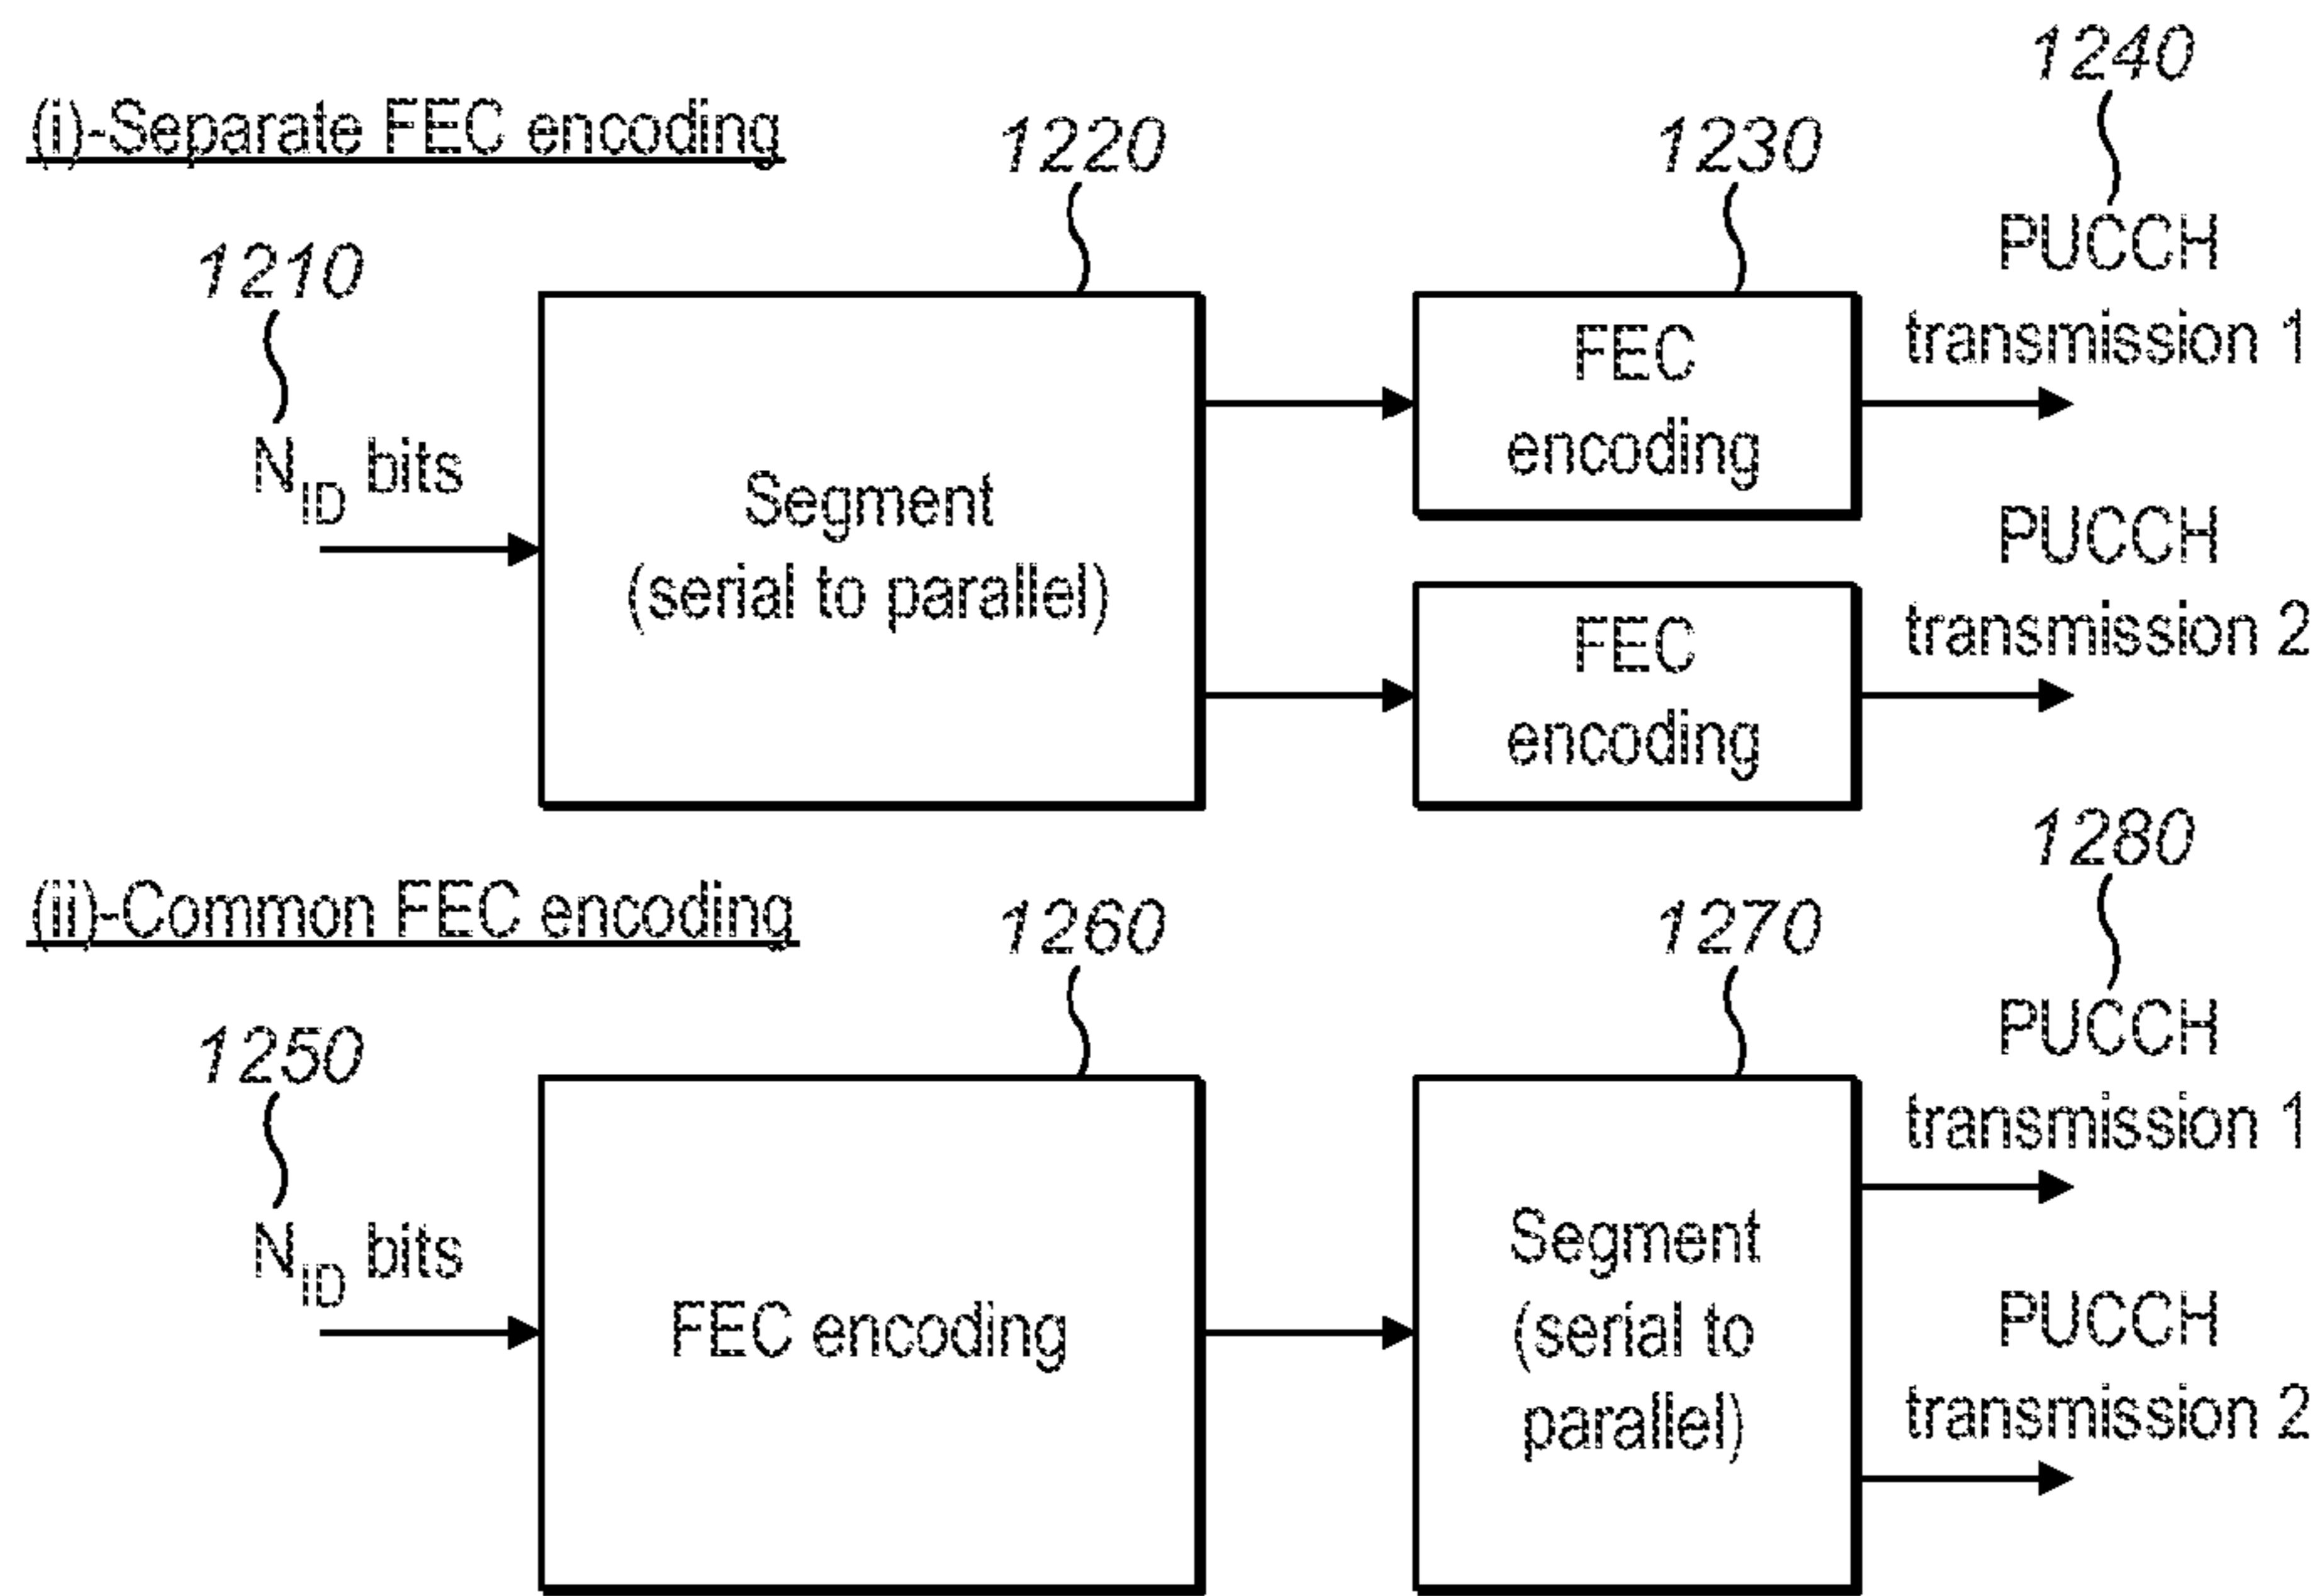 (i)-Separate FEC encoding
1210
N_ID bits
1220
Segment
(serial to parallel)
1230
FEC
encoding
FEC
encoding
1240
PUCCH
transmission 1
PUCCH
transmission 2
(ii)-Common FEC encoding
1250
N_ID bits
1260
FEC encoding
1270
Segment
(serial to
parallel)
1280
PUCCH
transmission 1
PUCCH
transmission 2